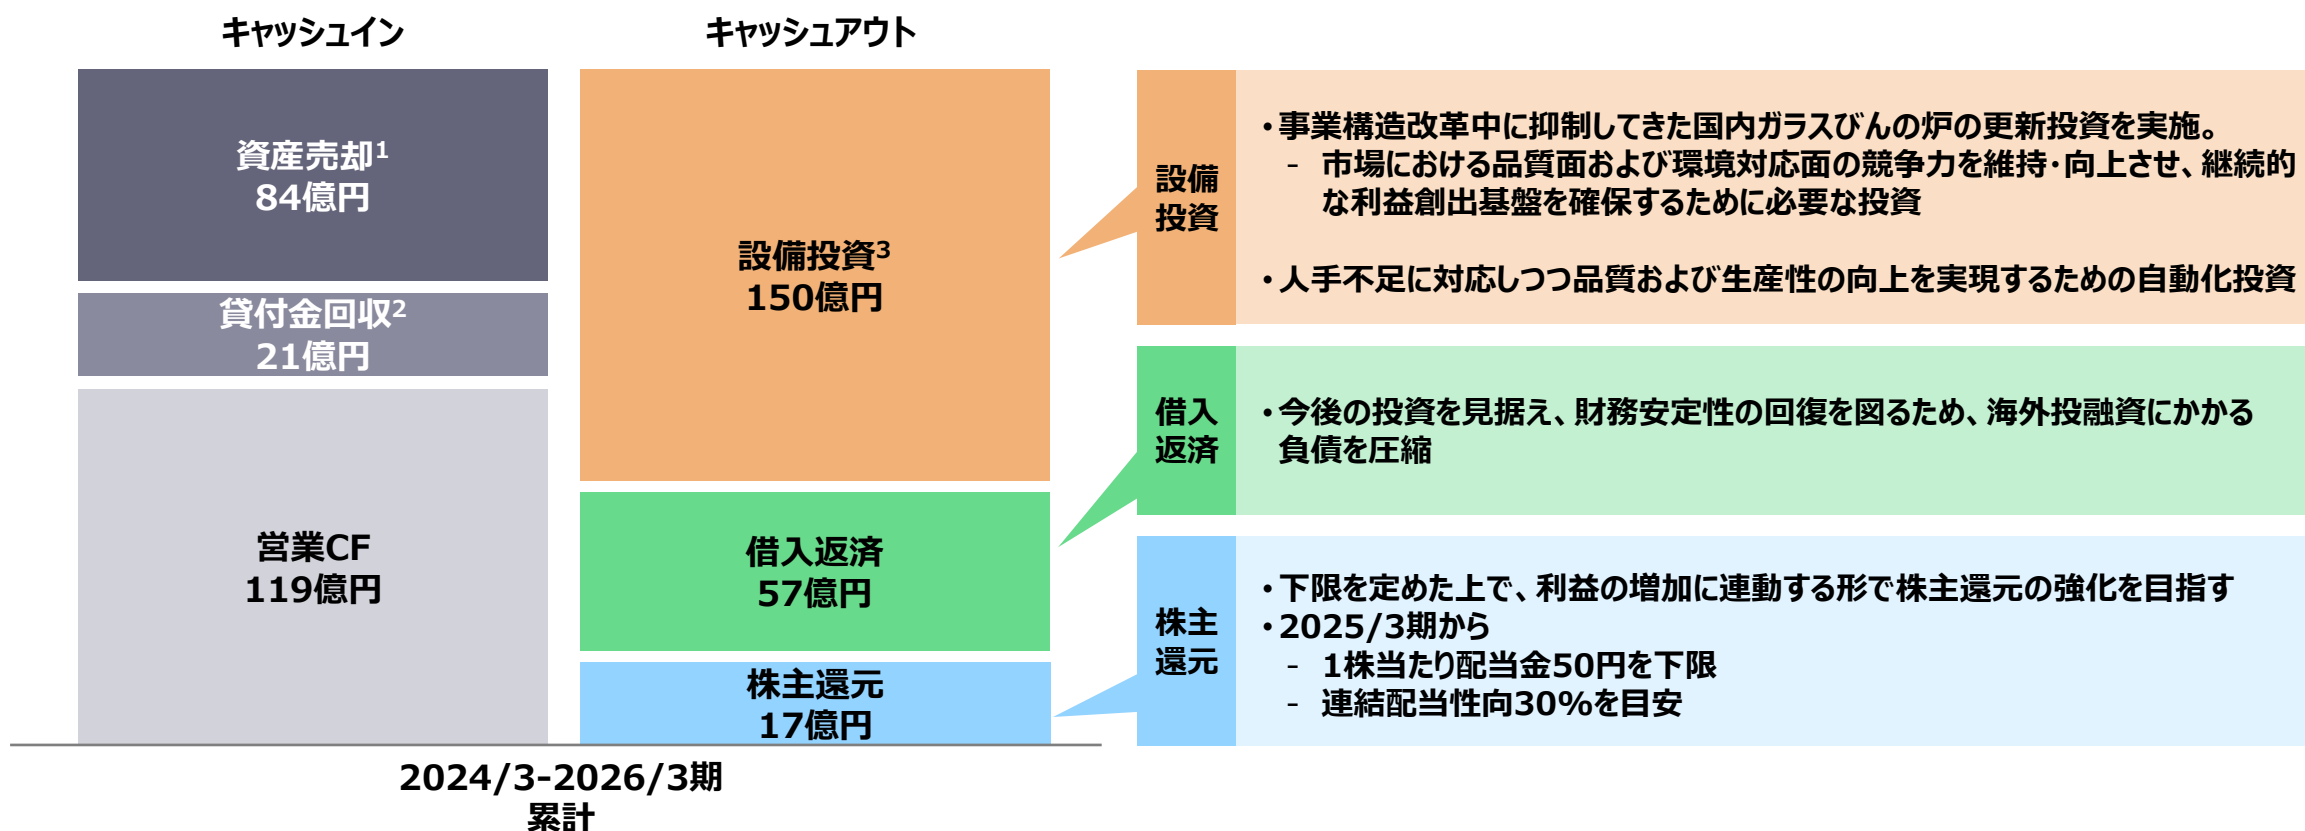 キャッシュイン
キャッシュアウト
資産売却1
84億円
貸付金回収2
21億円
営業CF
119億円
設備投資3
150億円
借入返済
57億円
株主還元
17億円
2024/3-2026/3期
累計
設備
投資
・事業構造改革中に抑制してきた国内ガラスびんの炉の更新投資を実施。
- 市場における品質面および環境対応面の競争力を維持・向上させ、継続的
な利益創出基盤を確保するために必要な投資
・人手不足に対応しつつ品質および生産性の向上を実現するための自動化投資
借入
返済
・今後の投資を見据え、財務安定性の回復を図るため、海外投融資にかかる
負債を圧縮
株主
還元
・下限を定めた上で、利益の増加に連動する形で株主還元の強化を目指す
・2025/3期から
- 1株当たり配当金50円を下限
- 連結配当性向30%を目安